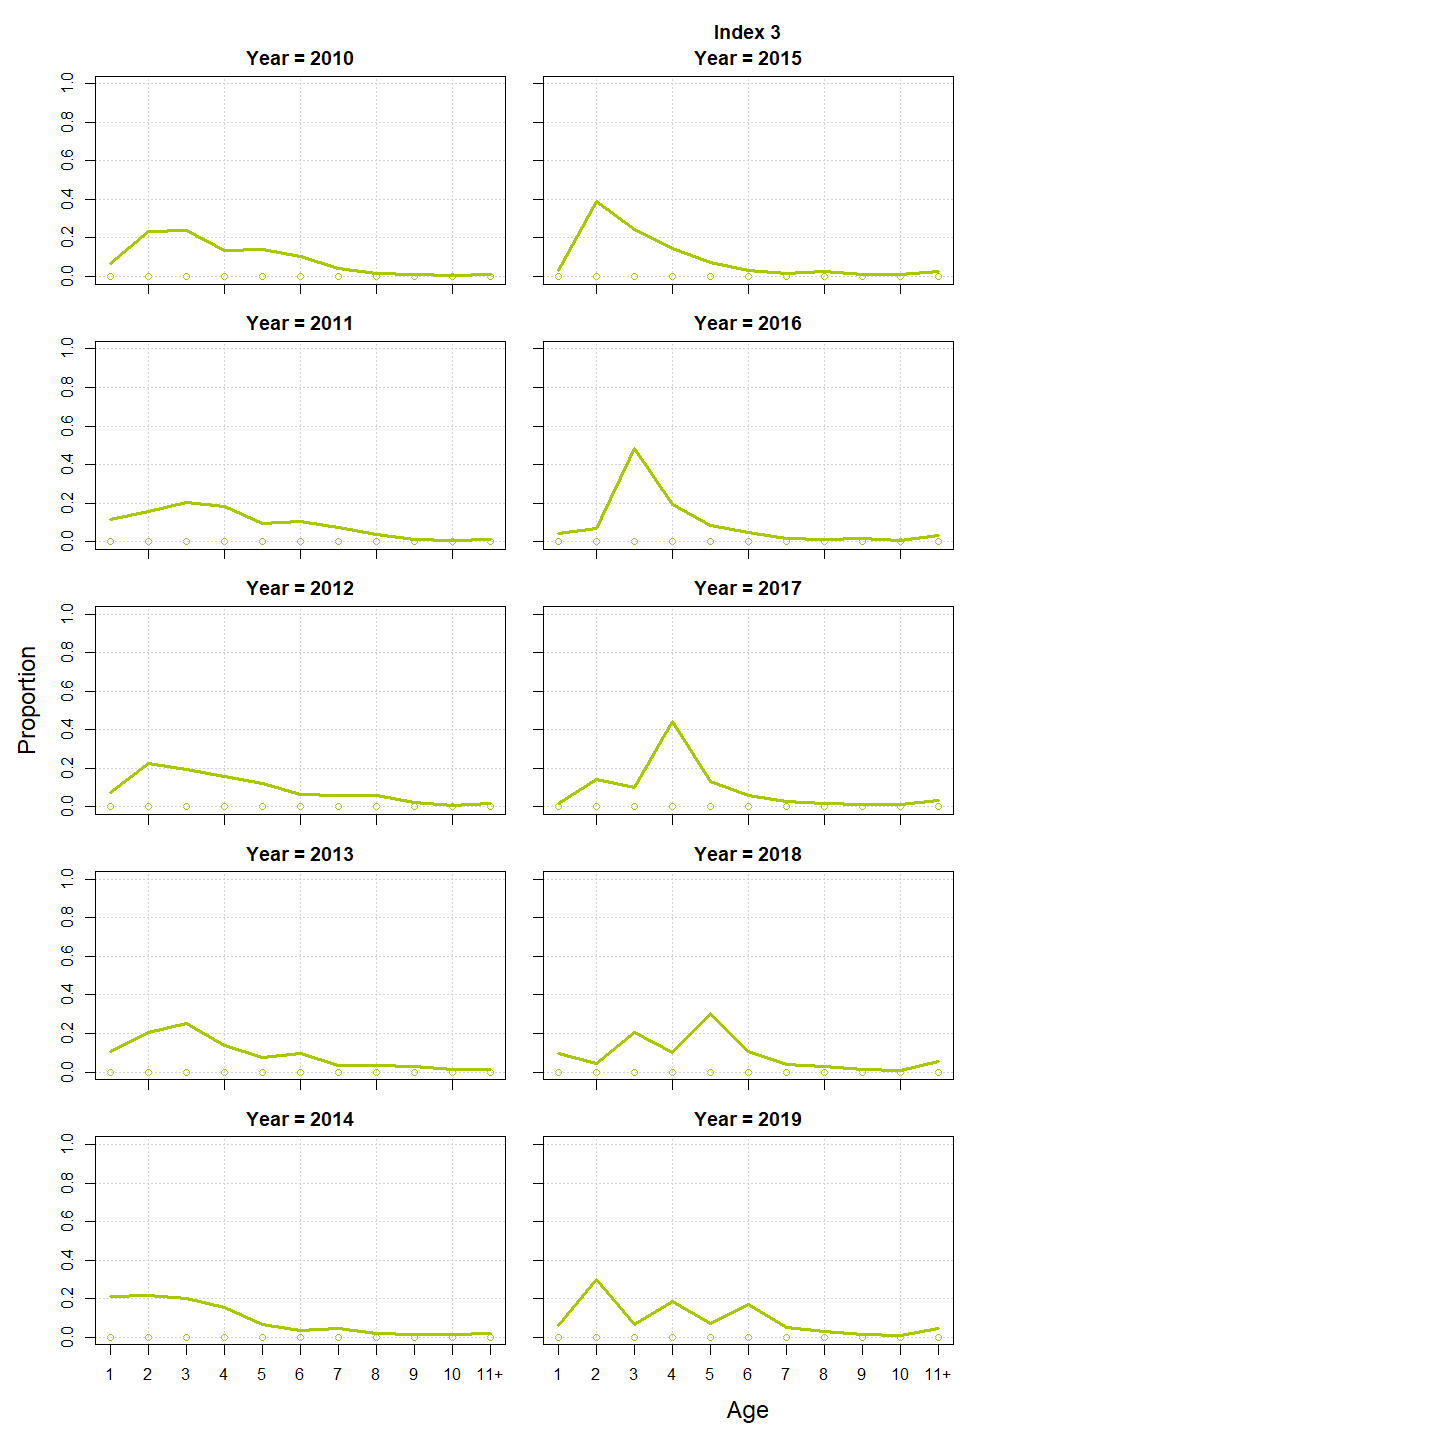 Index 3
Year = 2010
Year = 2015
1.0
0.8
0.6
0.4
0.2
0.0
Year = 2011
Year = 2016
1.0
0.8
0.6
0.4
0.2
0.0
Year = 2012
Year = 2017
1.0
0.8
0.6
0.4
0.2
0.0
Proportion
Year = 2013
Year = 2018
1.0
0.8
0.6
0.4
0.2
0.0
Year = 2014
Year = 2019
1.0
0.8
0.6
0.4
0.2
0.0
1 2 3 4 5 6 7 8 9 10 11+
1 2 3 4 5 6 7 8 9 10 11+
Age